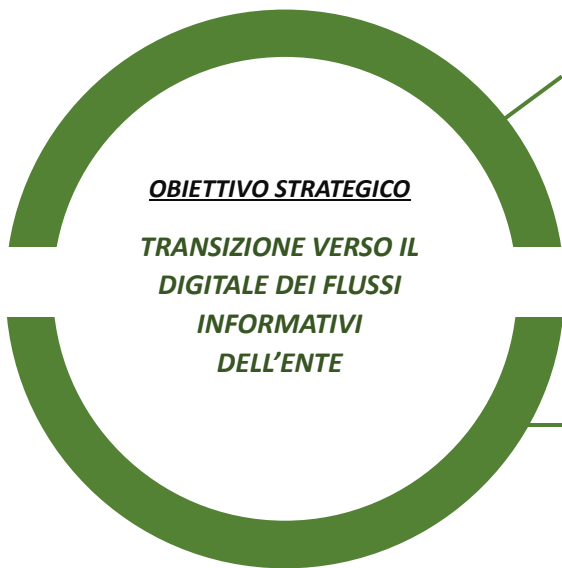 OBIETTIVO STRATEGICO
TRANSIZIONE VERSO IL
DIGITALE DEI FLUSSI
INFORMATIVI
DELL’ENTE